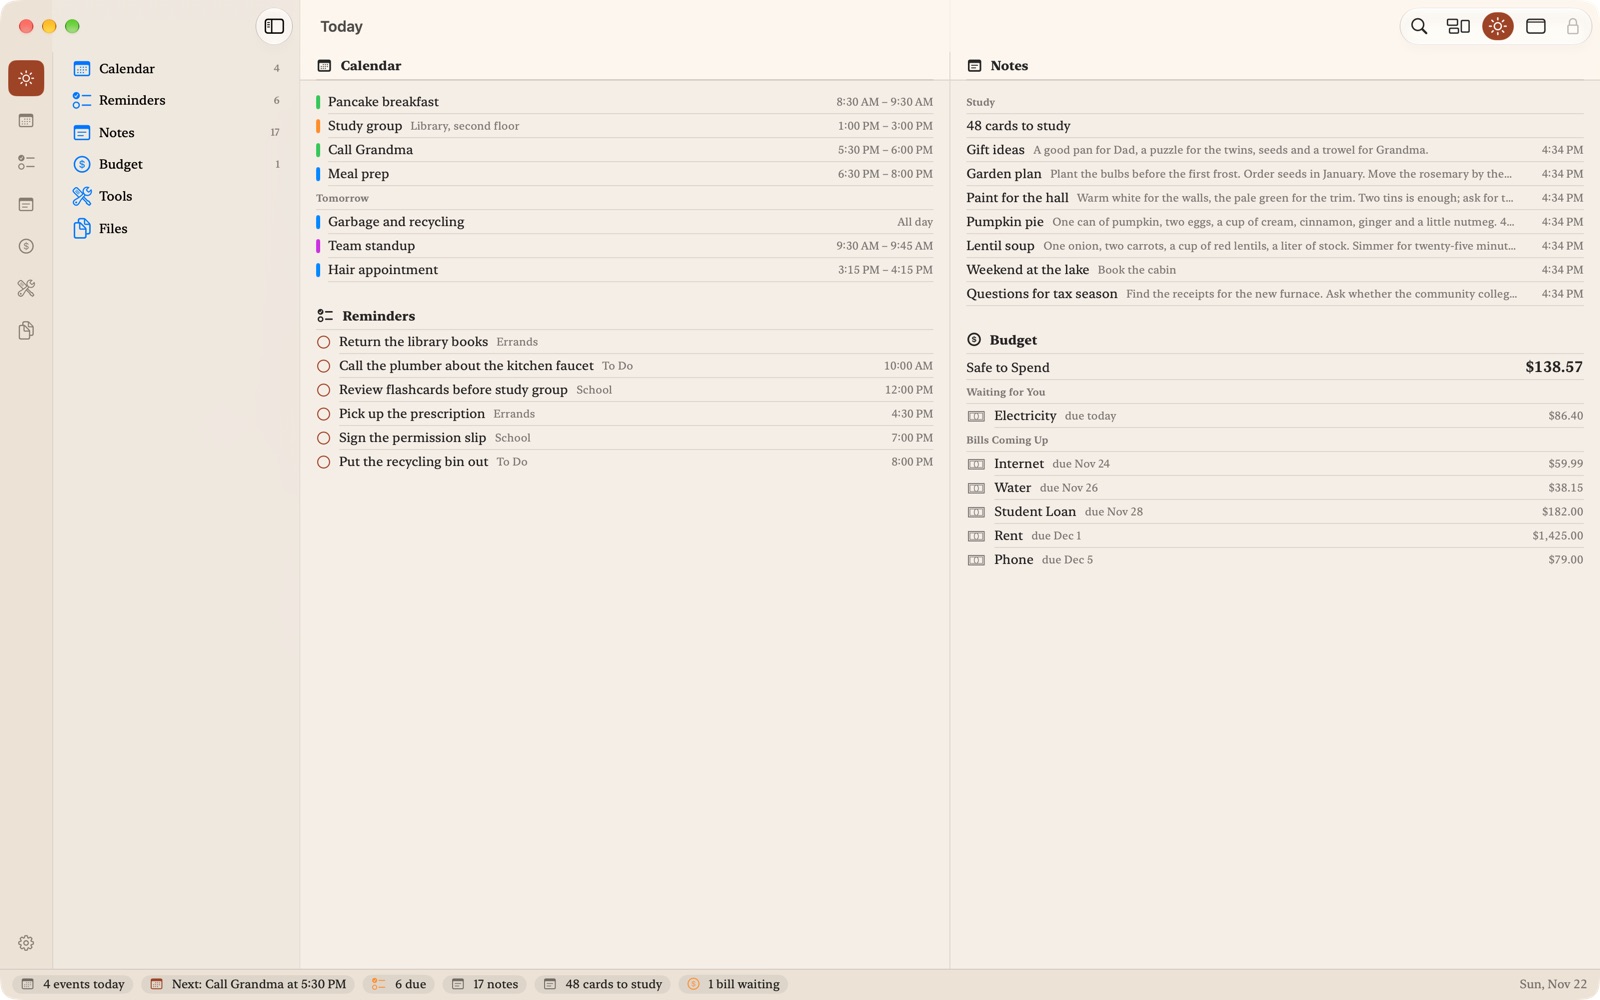 Today
Calendar 4
Reminders 6
Notes 17
Budget 1
Tools
Files
Calendar
Pancake breakfast 8:30 AM – 9:30 AM
Study group Library, second floor 1:00 PM – 3:00 PM
Call Grandma 5:30 PM – 6:00 PM
Meal prep 6:30 PM – 8:00 PM
Tomorrow
Garbage and recycling All day
Team standup 9:30 AM – 9:45 AM
Hair appointment 3:15 PM – 4:15 PM
Reminders
Return the library books Errands
Call the plumber about the kitchen faucet To Do 10:00 AM
Review flashcards before study group School 12:00 PM
Pick up the prescription Errands 4:30 PM
Sign the permission slip School 7:00 PM
Put the recycling bin out To Do 8:00 PM
Notes
Study
48 cards to study
Gift ideas A good pan for Dad, a puzzle for the twins, seeds and a trowel for Grandma. 4:34 PM
Garden plan Plant the bulbs before the first frost. Order seeds in January. Move the rosemary by the... 4:34 PM
Paint for the hall Warm white for the walls, the pale green for the trim. Two tins is enough; ask for t... 4:34 PM
Pumpkin pie One can of pumpkin, two eggs, a cup of cream, cinnamon, ginger and a little nutmeg. 4... 4:34 PM
Lentil soup One onion, two carrots, a cup of red lentils, a liter of stock. Simmer for twenty-five minut... 4:34 PM
Weekend at the lake Book the cabin 4:34 PM
Questions for tax season Find the receipts for the new furnace. Ask whether the community colleg... 4:34 PM
Budget
Safe to Spend $138.57
Waiting for You
Electricity due today $86.40
Bills Coming Up
Internet due Nov 24 $59.99
Water due Nov 26 $38.15
Student Loan due Nov 28 $182.00
Rent due Dec 1 $1,425.00
Phone due Dec 5 $79.00
4 events today Next: Call Grandma at 5:30 PM 6 due 17 notes 48 cards to study 1 bill waiting Sun, Nov 22